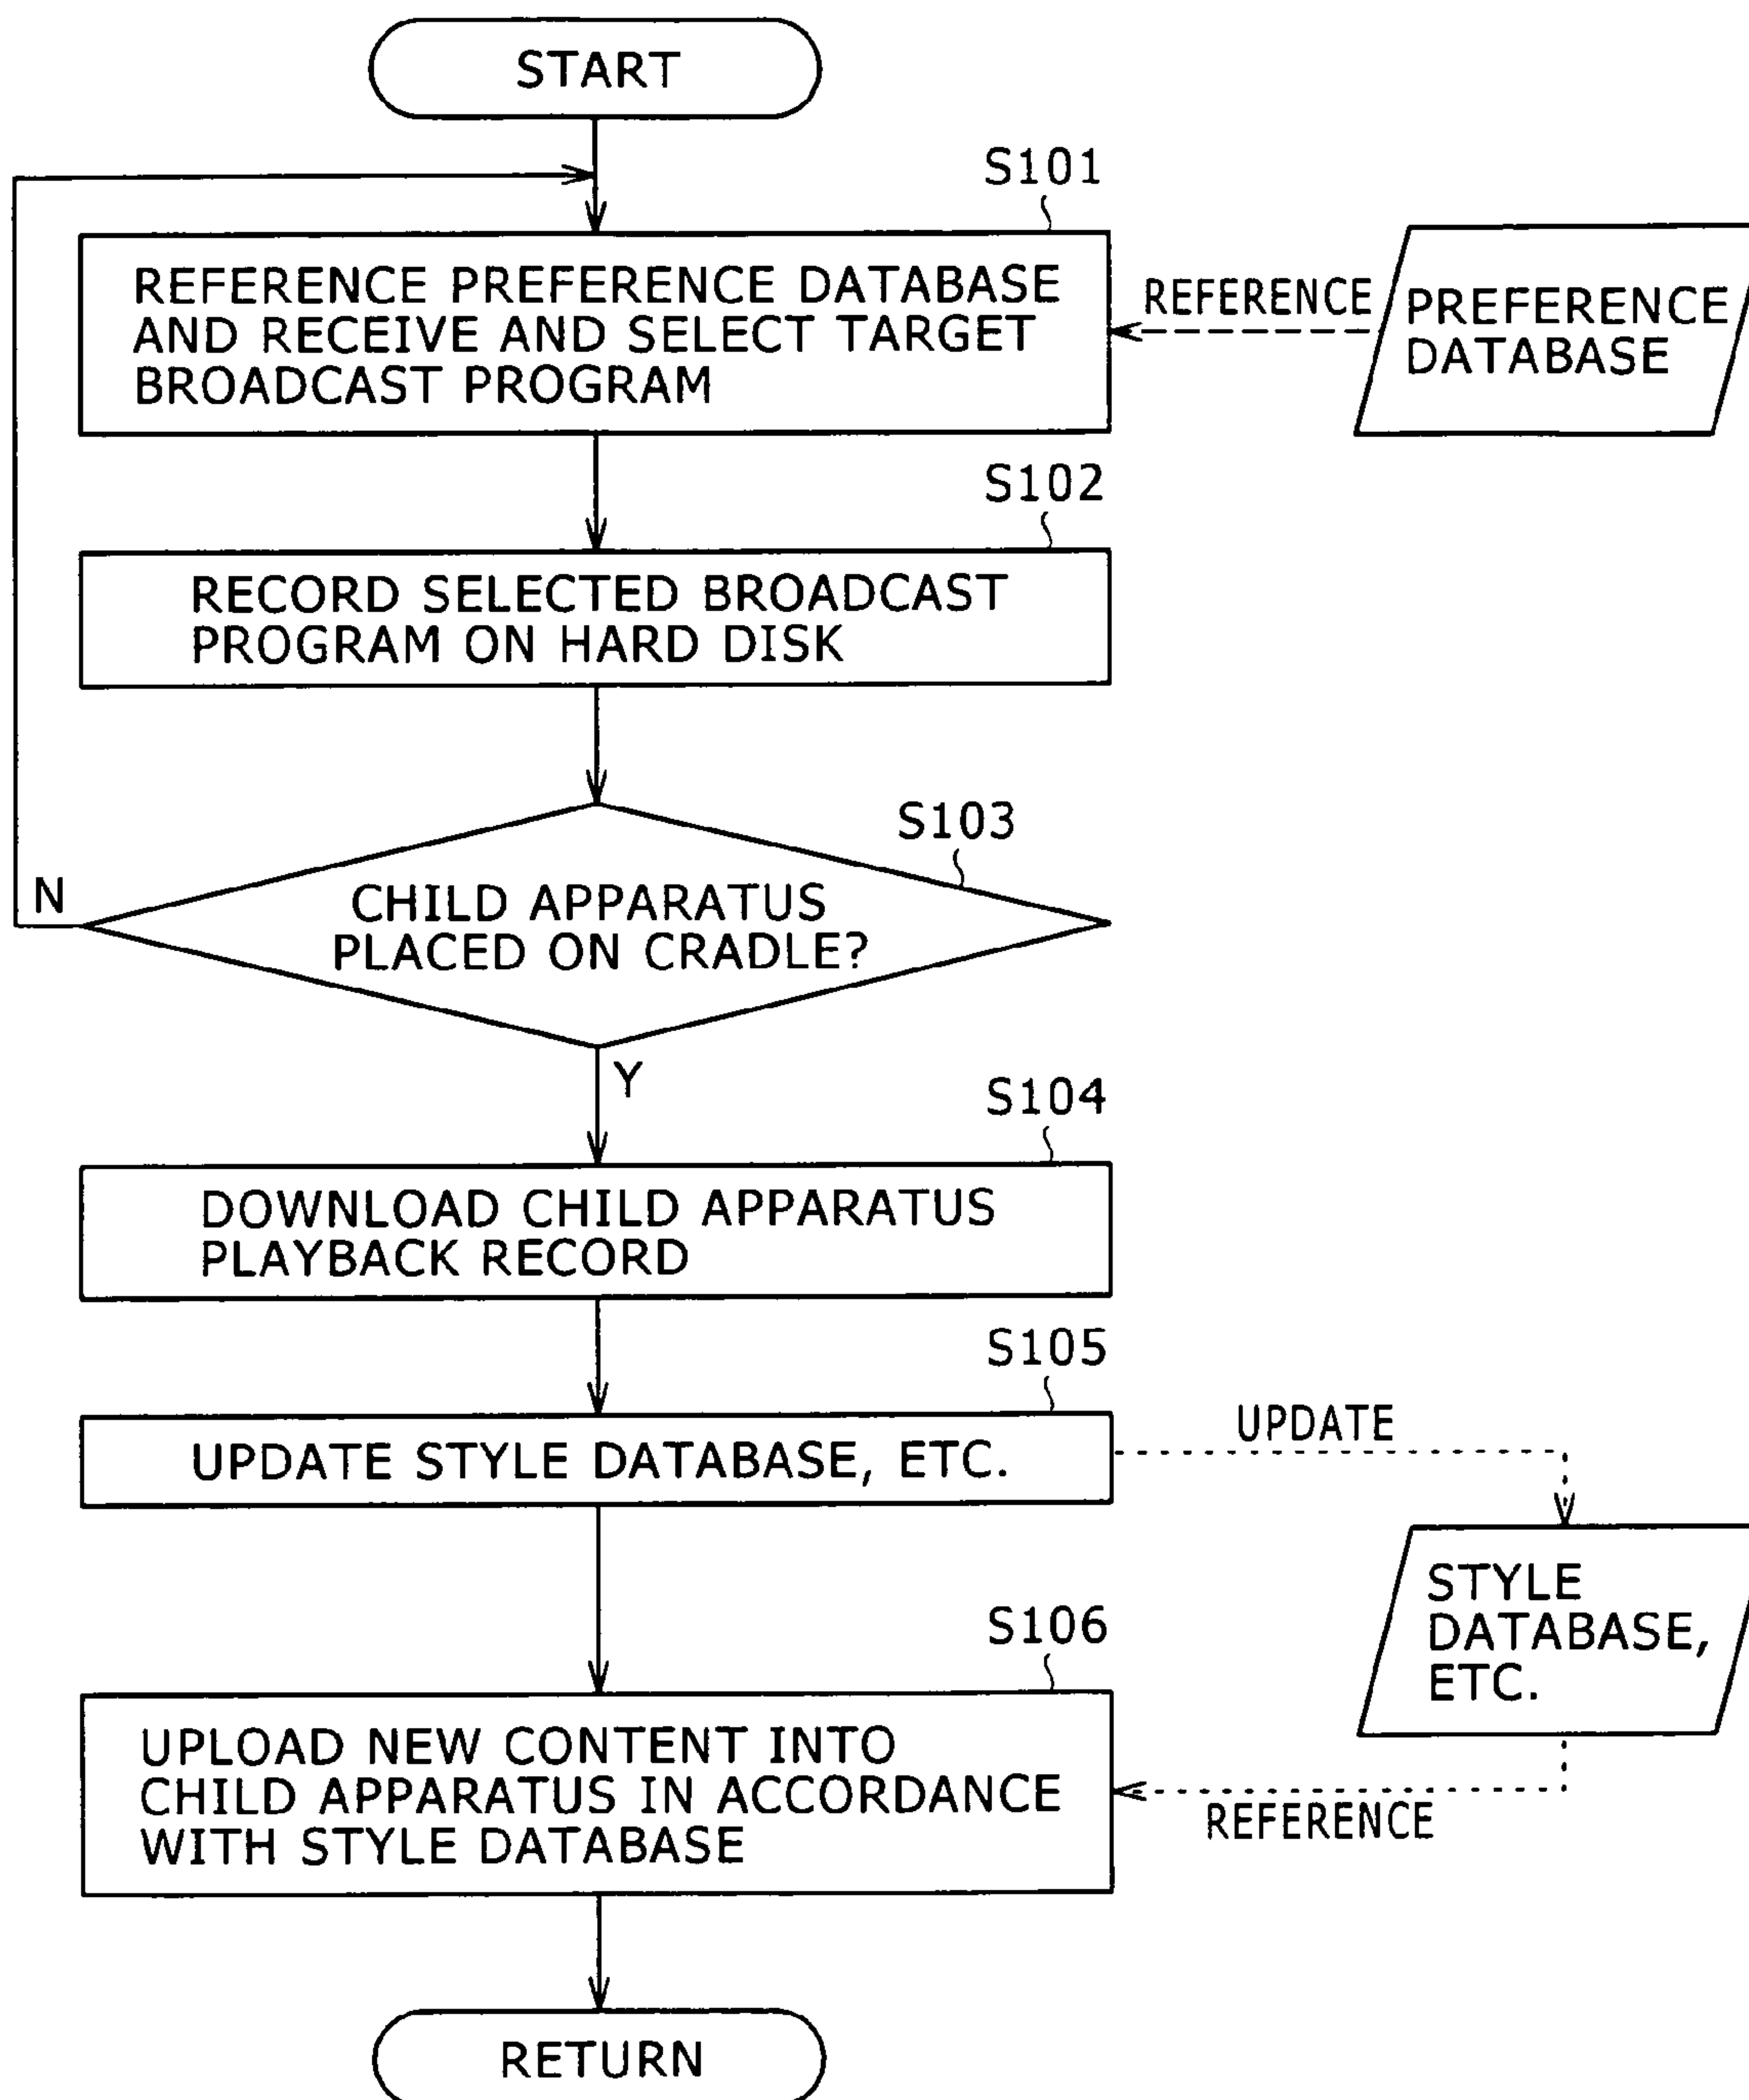 START
S101
REFERENCE PREFERENCE DATABASE
AND RECEIVE AND SELECT TARGET
BROADCAST PROGRAM
REFERENCE
PREFERENCE
DATABASE
S102
RECORD SELECTED BROADCAST
PROGRAM ON HARD DISK
S103
CHILD APPARATUS
PLACED ON CRADLE?
N
Y
S104
DOWNLOAD CHILD APPARATUS
PLAYBACK RECORD
S105
UPDATE STYLE DATABASE, ETC.
UPDATE
STYLE
DATABASE,
ETC.
S106
UPLOAD NEW CONTENT INTO
CHILD APPARATUS IN ACCORDANCE
WITH STYLE DATABASE
REFERENCE
RETURN